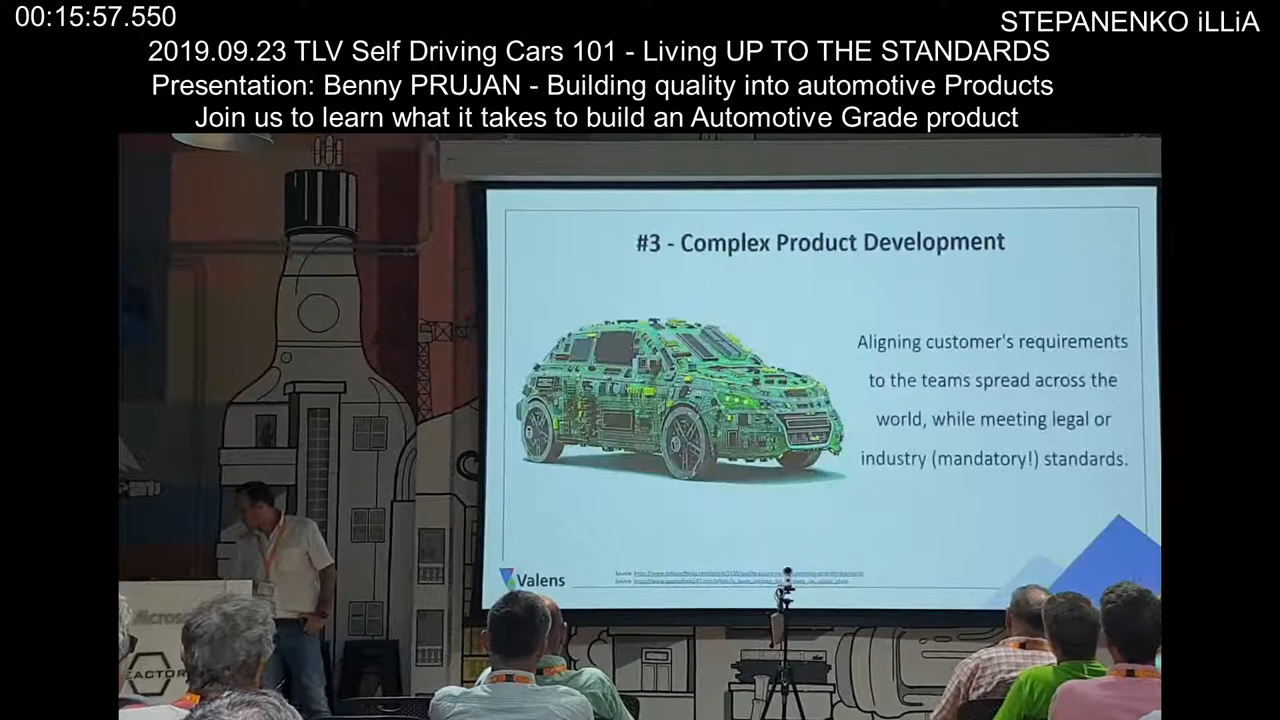 00:15:57.550
STEPANENKO iLLiA
2019.09.23 TLV Self Driving Cars 101 - Living UP TO THE STANDARDS
Presentation: Benny PRUJAN - Building quality into automotive Products
Join us to learn what it takes to build an Automotive Grade product
#3 - Complex Product Development
Aligning customer's requirements
to the teams spread across the
world, while meeting legal or
industry (mandatory!) standards.
Valens